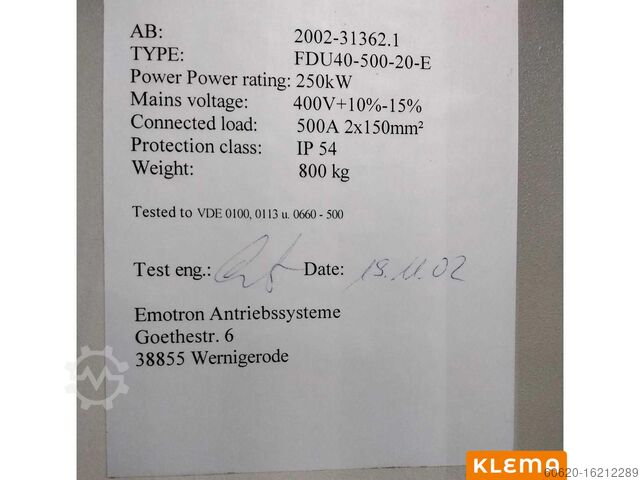 AB: 2002-31362.1
TYPE: FDU40-500-20-E
Power Power rating: 250kW
Mains voltage: 400V+10%-15%
Connected load: 500A 2x150mm²
Protection class: IP 54
Weight: 800 kg
Tested to VDE 0100, 0113 u. 0660 - 500
Test eng.: Date: 19.11.02
Emotron Antriebssysteme
Goethestr. 6
38855 Wernigerode
KLEMA
60620-16212289